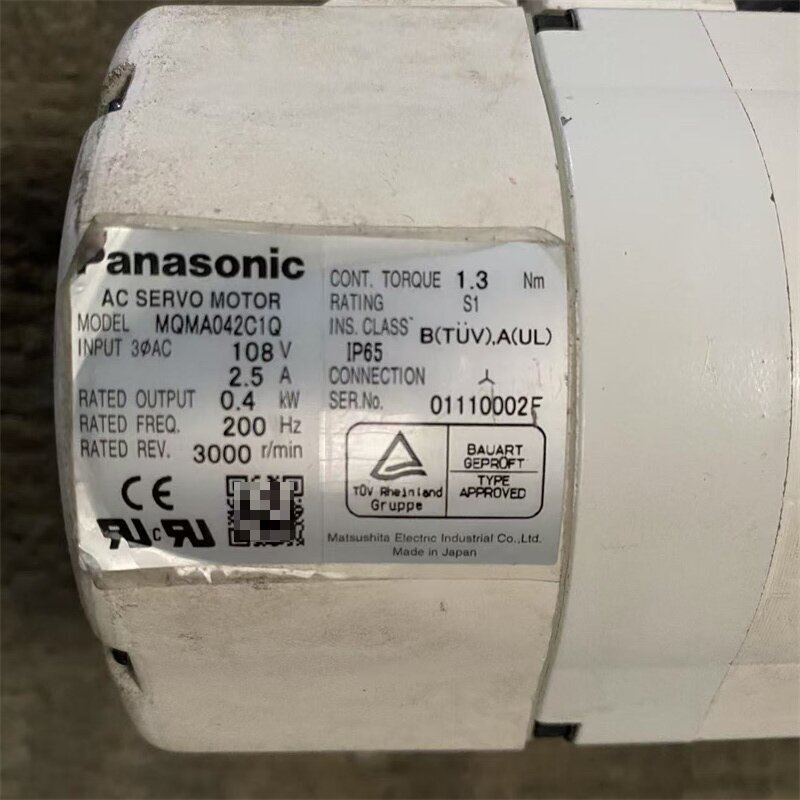 Panasonic
AC SERVO MOTOR
MODEL MQMA042C1Q
INPUT 3ØAC 108 V
2.5 A
RATED OUTPUT 0.4 kW
RATED FREQ. 200 Hz
RATED REV. 3000 r/min
CE
CONT. TORQUE 1.3 Nm
RATING S1
INS. CLASS B(TÜV),A(UL)
IP65
CONNECTION
SER.No. 01110002F
TÜV Rheinland
Gruppe
BAUART
GEPRÜFT
TYPE
APPROVED
Matsushita Electric Industrial Co.,Ltd.
Made in Japan